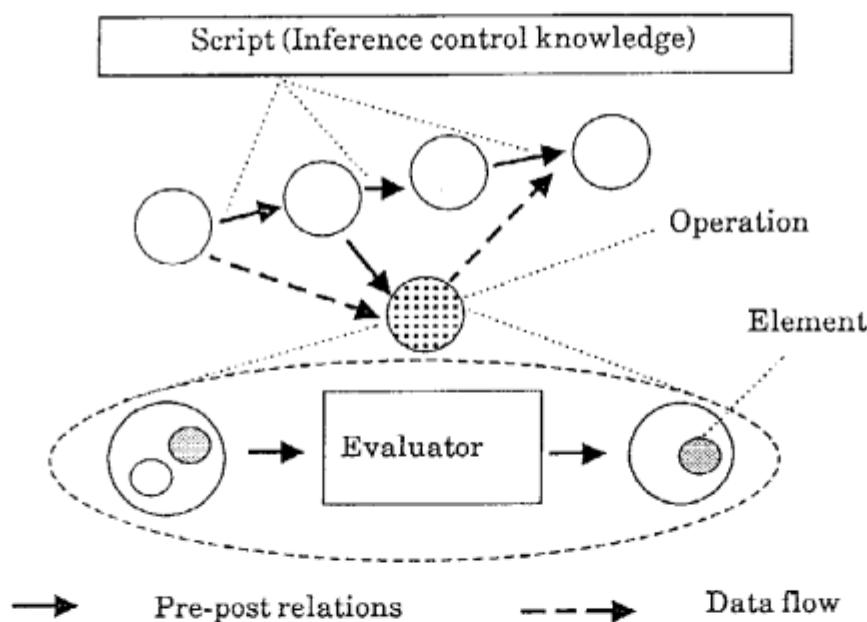 Script (Inference control knowledge)
Operation
Element
Evaluator
Pre-post relations
Data flow